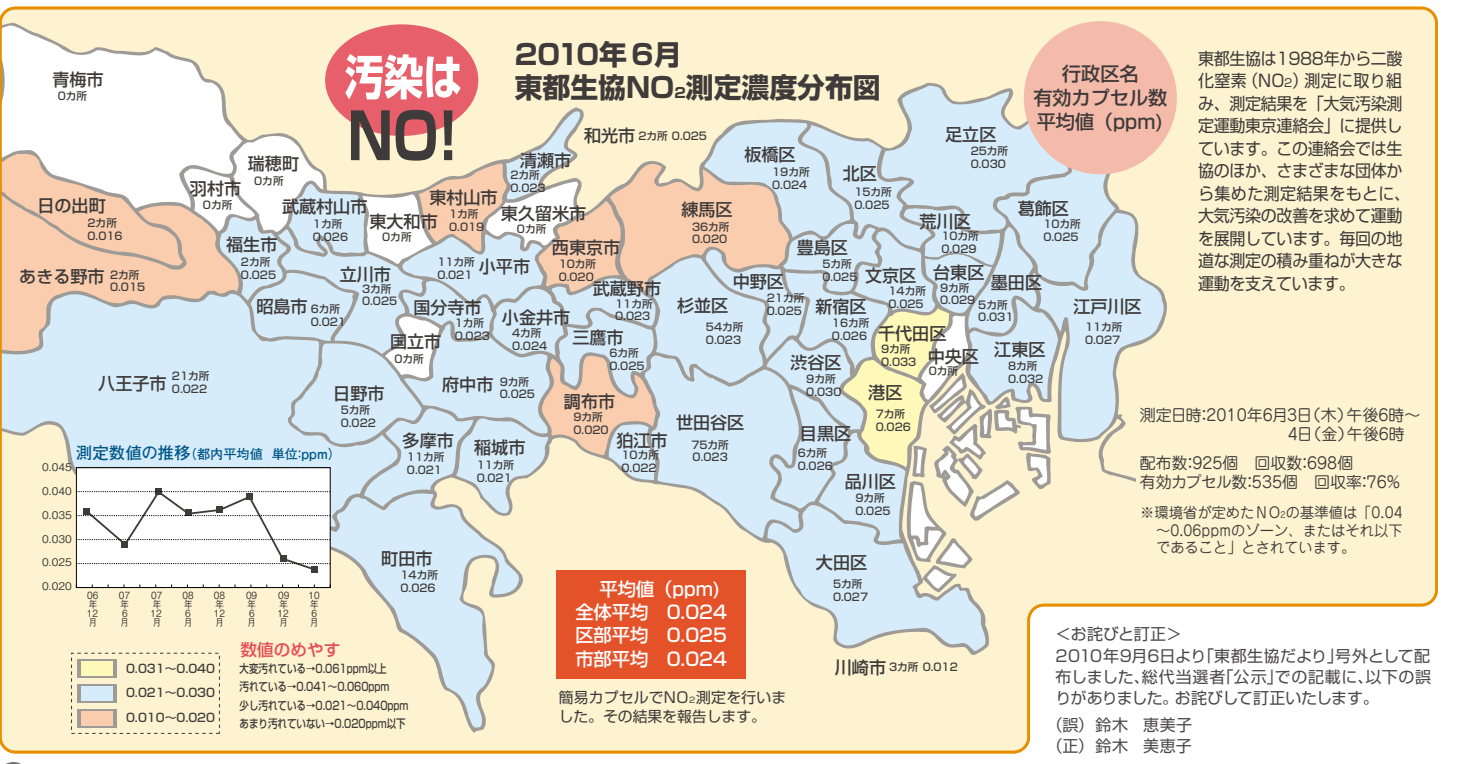 汚染は
NO!
2010年6月
東都生協NO₂測定濃度分布図
行政区名
有効カプセル数
平均値（ppm）
東都生協は1988年から二酸
化窒素（NO₂）測定に取り組
み、測定結果を「大気汚染測
定運動東京連絡会」に提供し
ています。この連絡会では生
協のほか、さまざまな団体か
ら集めた測定結果をもとに、
大気汚染の改善を求めて運動
を展開しています。毎回の地
道な測定の積み重ねが大きな
運動を支えています。
青梅市
0カ所
瑞穂町
0カ所
羽村市
0カ所
日の出町
2カ所
0.016
あきる野市 2カ所
0.015
福生市
2カ所
0.025
武蔵村山市
1カ所
0.026
東大和市
0カ所
東村山市
1カ所
0.019
清瀬市
2カ所
0.023
和光市 2カ所 0.025
東久留米市
0カ所
西東京市
10カ所
0.020
練馬区
36カ所
0.020
板橋区
19カ所
0.024
北区
15カ所
0.025
足立区
25カ所
0.030
荒川区
10カ所
0.029
葛飾区
10カ所
0.025
昭島市 6カ所
0.021
立川市
3カ所
0.025
11カ所
0.021
小平市
国分寺市
1カ所
0.023
国立市
0カ所
小金井市
4カ所
0.024
武蔵野市
11カ所
0.023
三鷹市
6カ所
0.025
杉並区
54カ所
0.023
中野区
21カ所
0.025
豊島区
5カ所
0.025
新宿区
16カ所
0.026
文京区
14カ所
0.025
台東区
9カ所
0.029
墨田区
5カ所
0.031
江戸川区
11カ所
0.027
千代田区
9カ所
0.033
中央区
0カ所
江東区
8カ所
0.032
渋谷区
9カ所
0.030
港区
7カ所
0.026
八王子市 21カ所
0.022
日野市
5カ所
0.022
府中市 9カ所
0.025
調布市
9カ所
0.020
狛江市
10カ所
0.022
世田谷区
75カ所
0.023
目黒区
6カ所
0.026
品川区
9カ所
0.025
大田区
5カ所
0.027
多摩市
11カ所
0.021
稲城市
11カ所
0.021
町田市
14カ所
0.026
川崎市 3カ所 0.012
測定日時:2010年6月3日(木)午後6時～
4日(金)午後6時
配布数:925個　回収数:698個
有効カプセル数:535個　回収率:76%
※環境省が定めたNO₂の基準値は「0.04
～0.06ppmのゾーン、またはそれ以下
であること」とされています。
測定数値の推移(都内平均値 単位:ppm)
0.045
0.040
0.035
0.030
0.025
0.020
06年12月
07年6月
07年12月
08年6月
09年6月
09年12月
10年6月
0.031～0.040
0.021～0.030
0.010～0.020
数値のめやす
大変汚れている→0.061ppm以上
汚れている→0.041～0.060ppm
少し汚れている→0.021～0.040ppm
あまり汚れていない→0.020ppm以下
平均値（ppm）
全体平均　0.024
区部平均　0.025
市部平均　0.024
簡易カプセルでNO₂測定を行いま
した。その結果を報告します。
＜お詫びと訂正＞
2010年9月6日より「東都生協だより」号外として配
布しました、総代当選者「公示」での記載に、以下の誤
りがありました。お詫びして訂正いたします。
(誤) 鈴木　恵美子
(正) 鈴木　美恵子